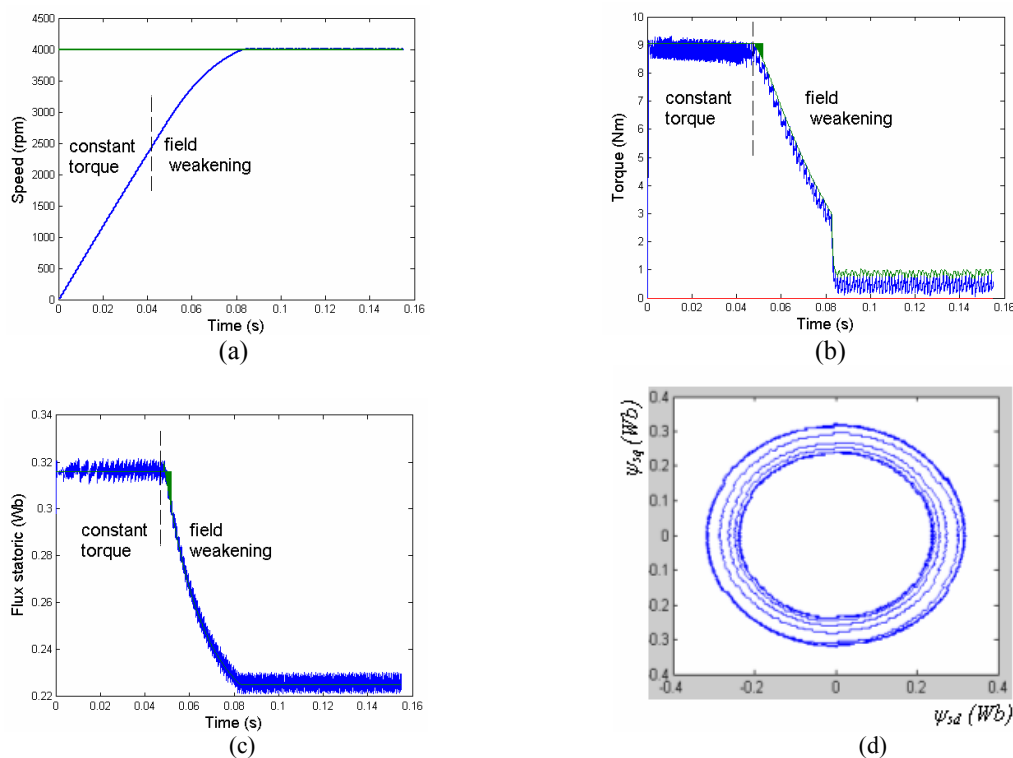 4500
4000
3500
3000
2500
2000
1500
1000
500
0
Speed (rpm)
constant
torque
field
weakening
0 0.02 0.04 0.06 0.08 0.1 0.12 0.14 0.16
Time (s)
(a)
10
9
8
7
6
5
4
3
2
1
0
Torque (Nm)
constant
torque
field
weakening
0 0.02 0.04 0.06 0.08 0.1 0.12 0.14 0.16
Time (s)
(b)
0.34
0.32
0.3
0.28
0.26
0.24
0.22
Flux statoric (Wb)
constant
torque
field
weakening
0 0.02 0.04 0.06 0.08 0.1 0.12 0.14 0.16
Time (s)
(c)
0.4
0.3
0.2
0.1
0
0.1
0.2
0.3
0.4
ψsq (Wb)
-0.4 -0.2 0 0.2 0.4
ψsd (Wb)
(d)